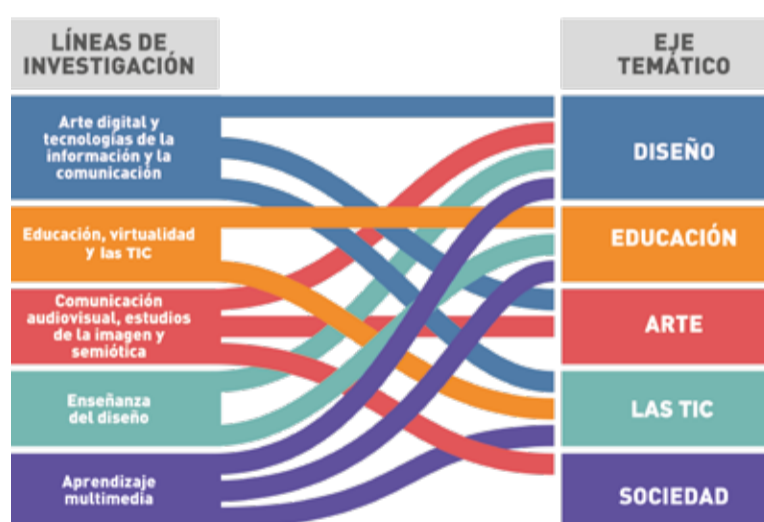 LÍNEAS DE
INVESTIGACIÓN
EJE
TEMÁTICO
Arte digital y
tecnologías de la
información y la
comunicación
DISEÑO
Educación, virtualidad
y las TIC
EDUCACIÓN
Comunicación
audiovisual, estudios
de la imagen y
semiótica
ARTE
Enseñanza
del diseño
LAS TIC
Aprendizaje
multimedia
SOCIEDAD